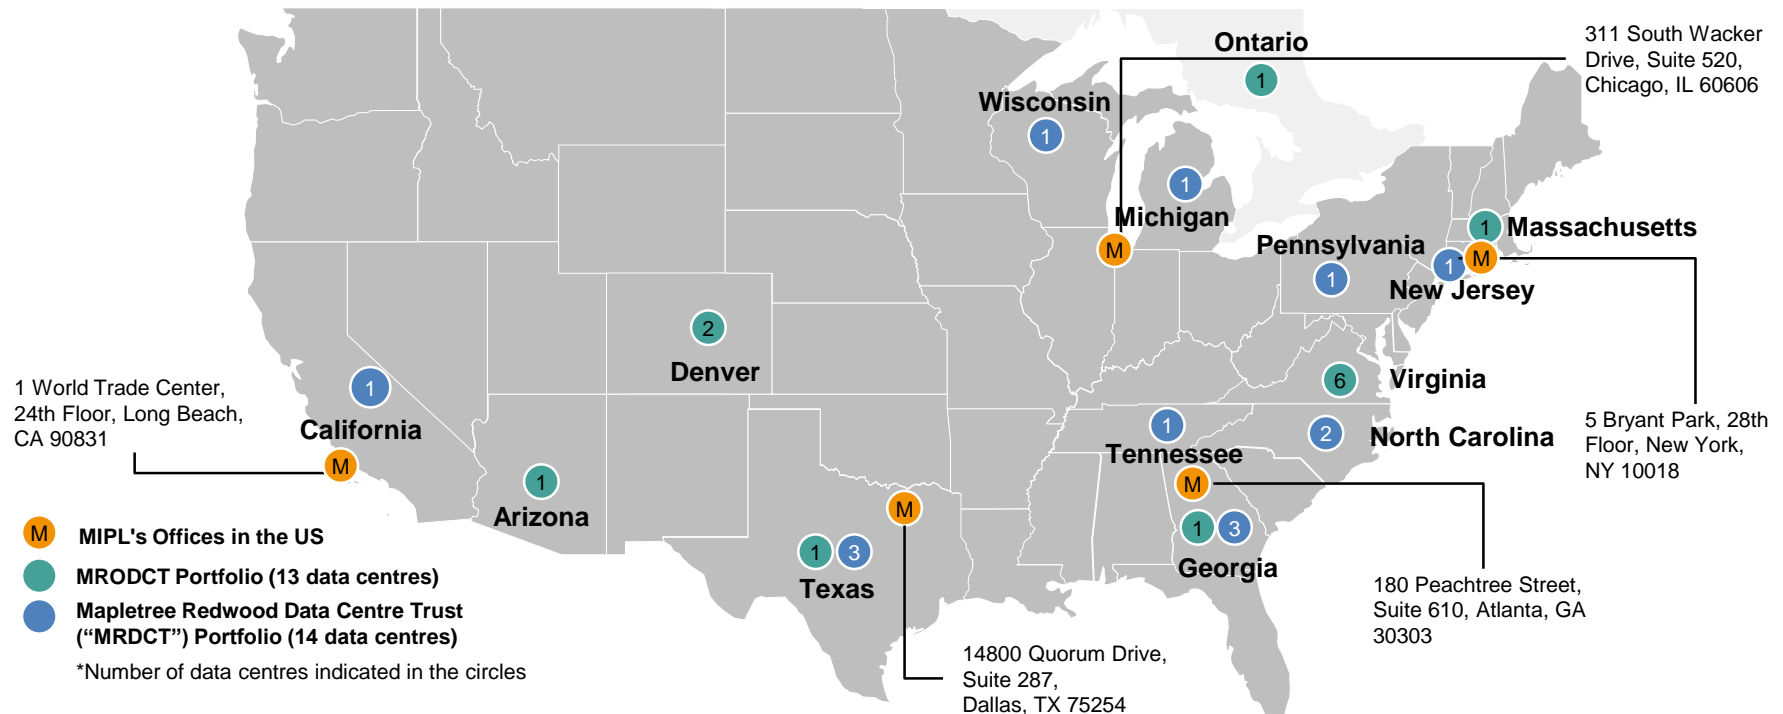 Ontario
1
311 South Wacker
Drive, Suite 520,
Chicago, IL 60606
Wisconsin
1
1
Michigan
M
1
Massachusetts
Pennsylvania
1
1
M
New Jersey
2
Denver
6
Virginia
1 World Trade Center,
24th Floor, Long Beach,
CA 90831
1
California
M
1
Tennessee
2
North Carolina
5 Bryant Park, 28th
Floor, New York,
NY 10018
1
Arizona
M
M
1
3
Georgia
1
3
Texas
180 Peachtree Street,
Suite 610, Atlanta, GA
30303
14800 Quorum Drive,
Suite 287,
Dallas, TX 75254
M
MIPL's Offices in the US
MRODCT Portfolio (13 data centres)
Mapletree Redwood Data Centre Trust
(“MRDCT”) Portfolio (14 data centres)
*Number of data centres indicated in the circles